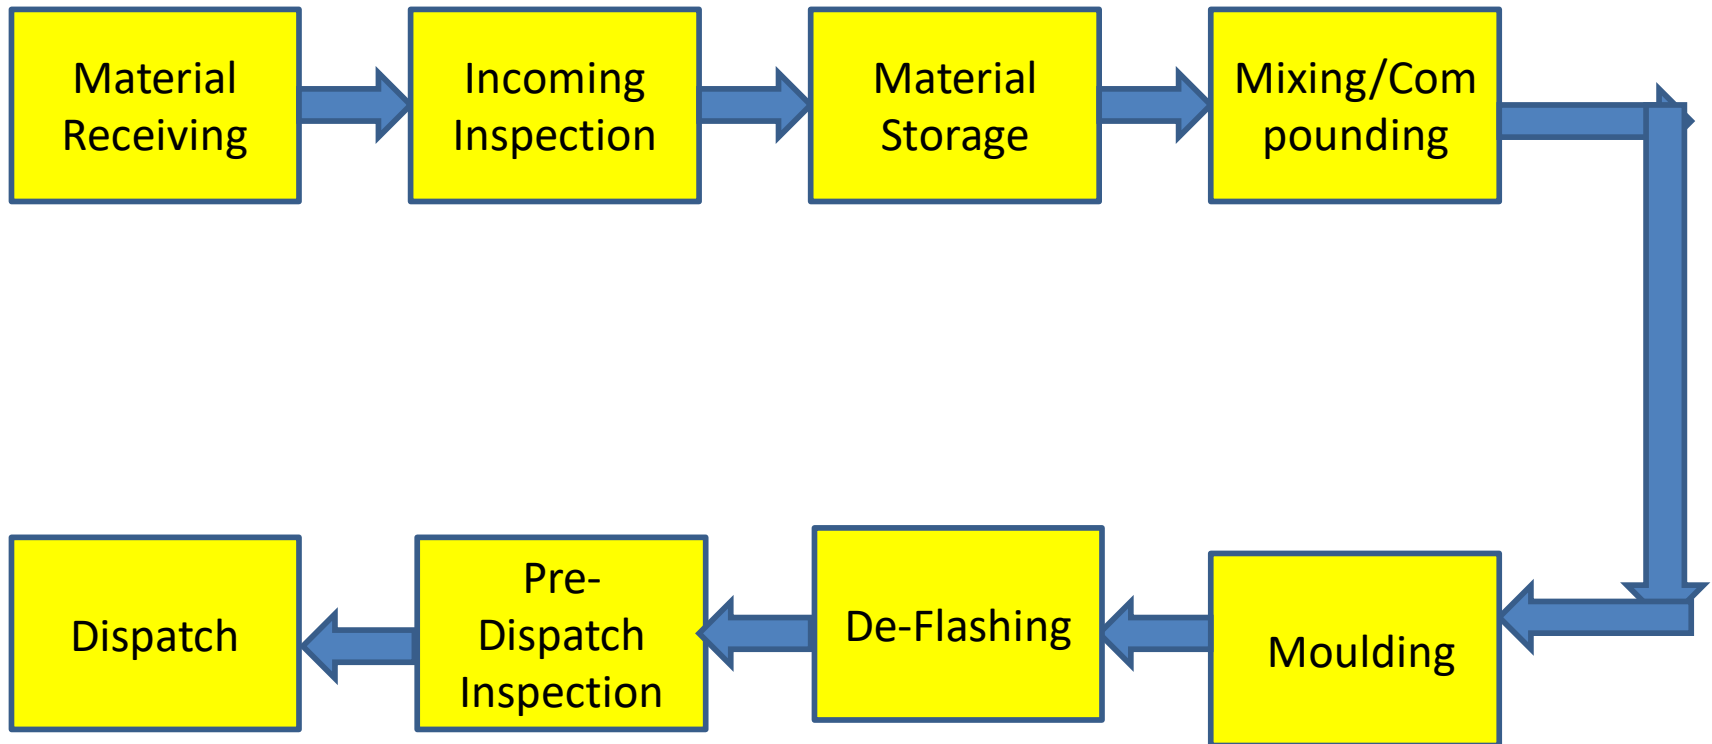 Material
Receiving
Incoming
Inspection
Material
Storage
Mixing/Com
pounding
Dispatch
Pre-
Dispatch
Inspection
De-Flashing
Moulding